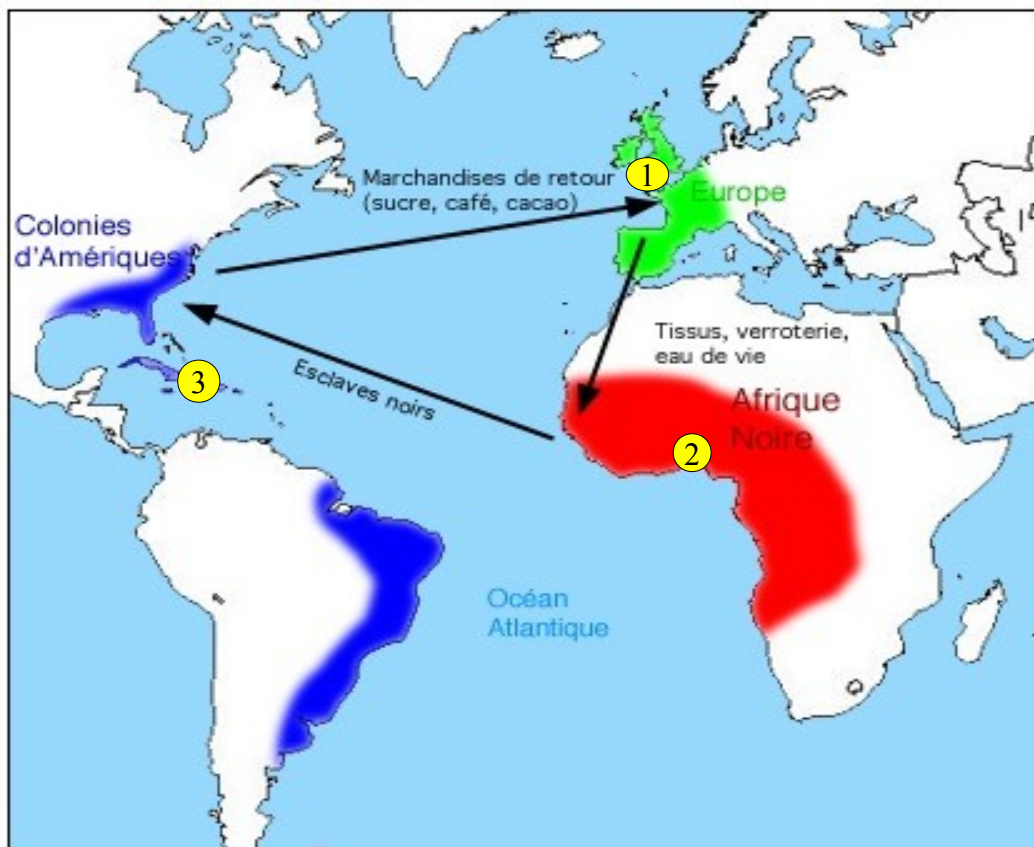 1
Marchandises de retour
(sucre, café, cacao)
Europe
Colonies
d'Amériques
Tissus, verroterie,
eau de vie
3
Esclaves noirs
Afrique
Noire
2
Océan
Atlantique